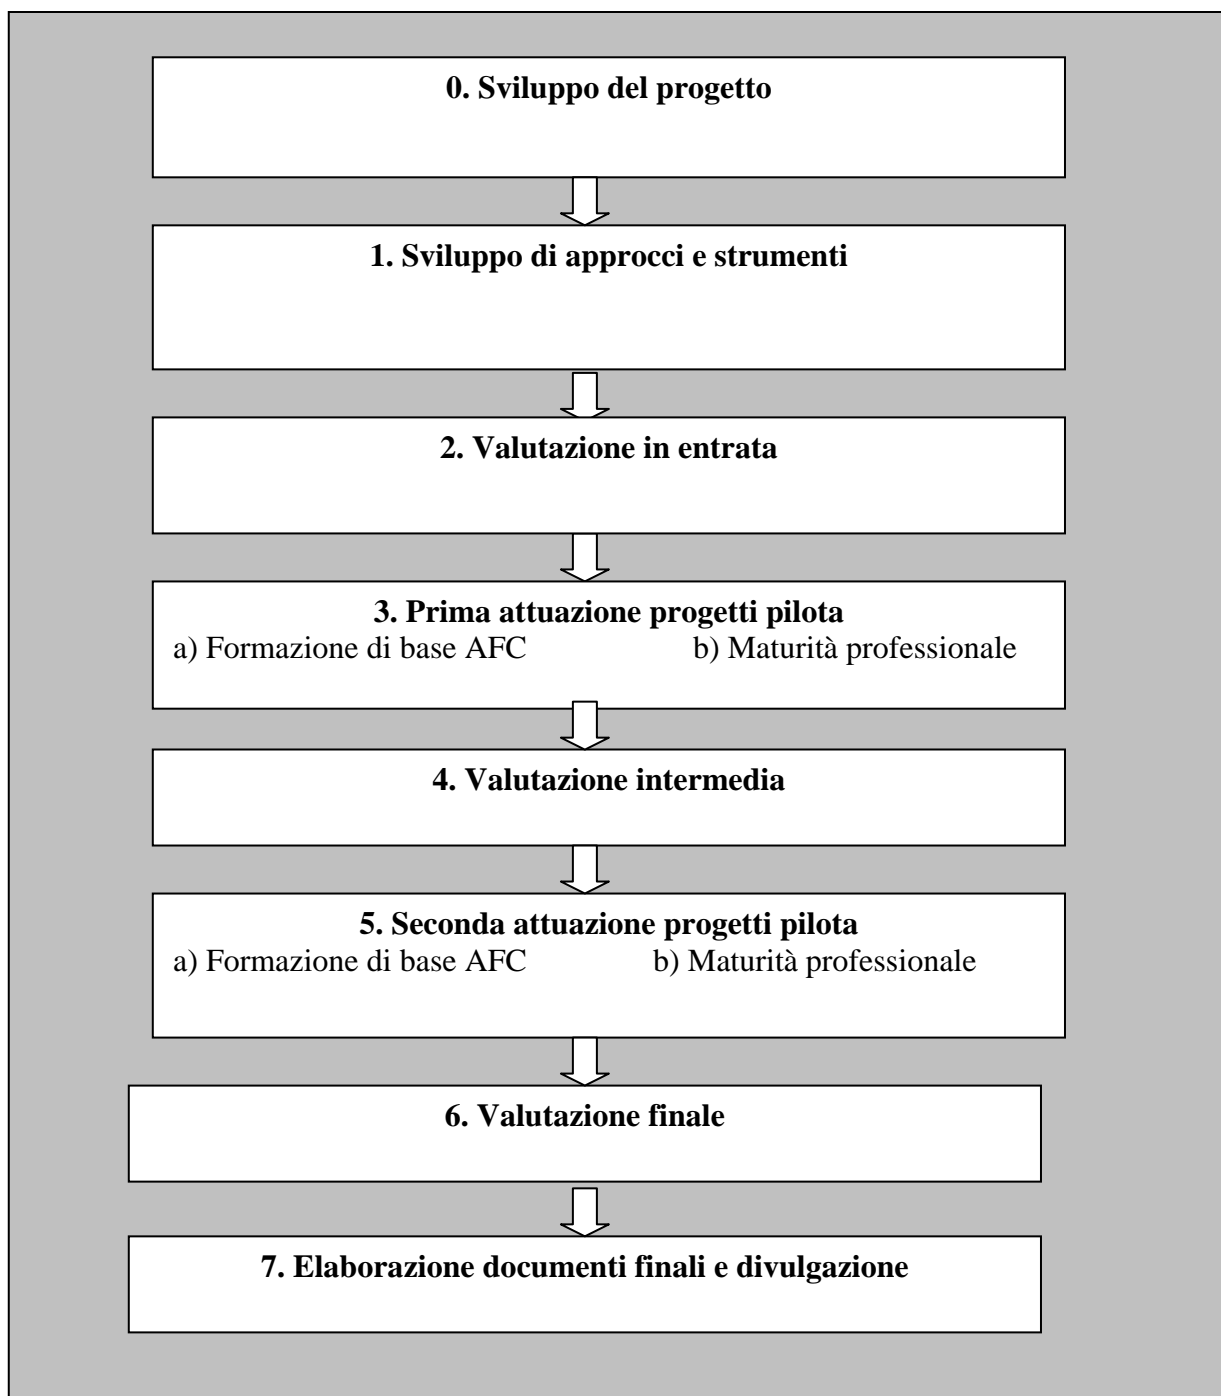 0. Sviluppo del progetto
1. Sviluppo di approcci e strumenti
2. Valutazione in entrata
3. Prima attuazione progetti pilota
a) Formazione di base AFC b) Maturità professionale
4. Valutazione intermedia
5. Seconda attuazione progetti pilota
a) Formazione di base AFC b) Maturità professionale
6. Valutazione finale
7. Elaborazione documenti finali e divulgazione